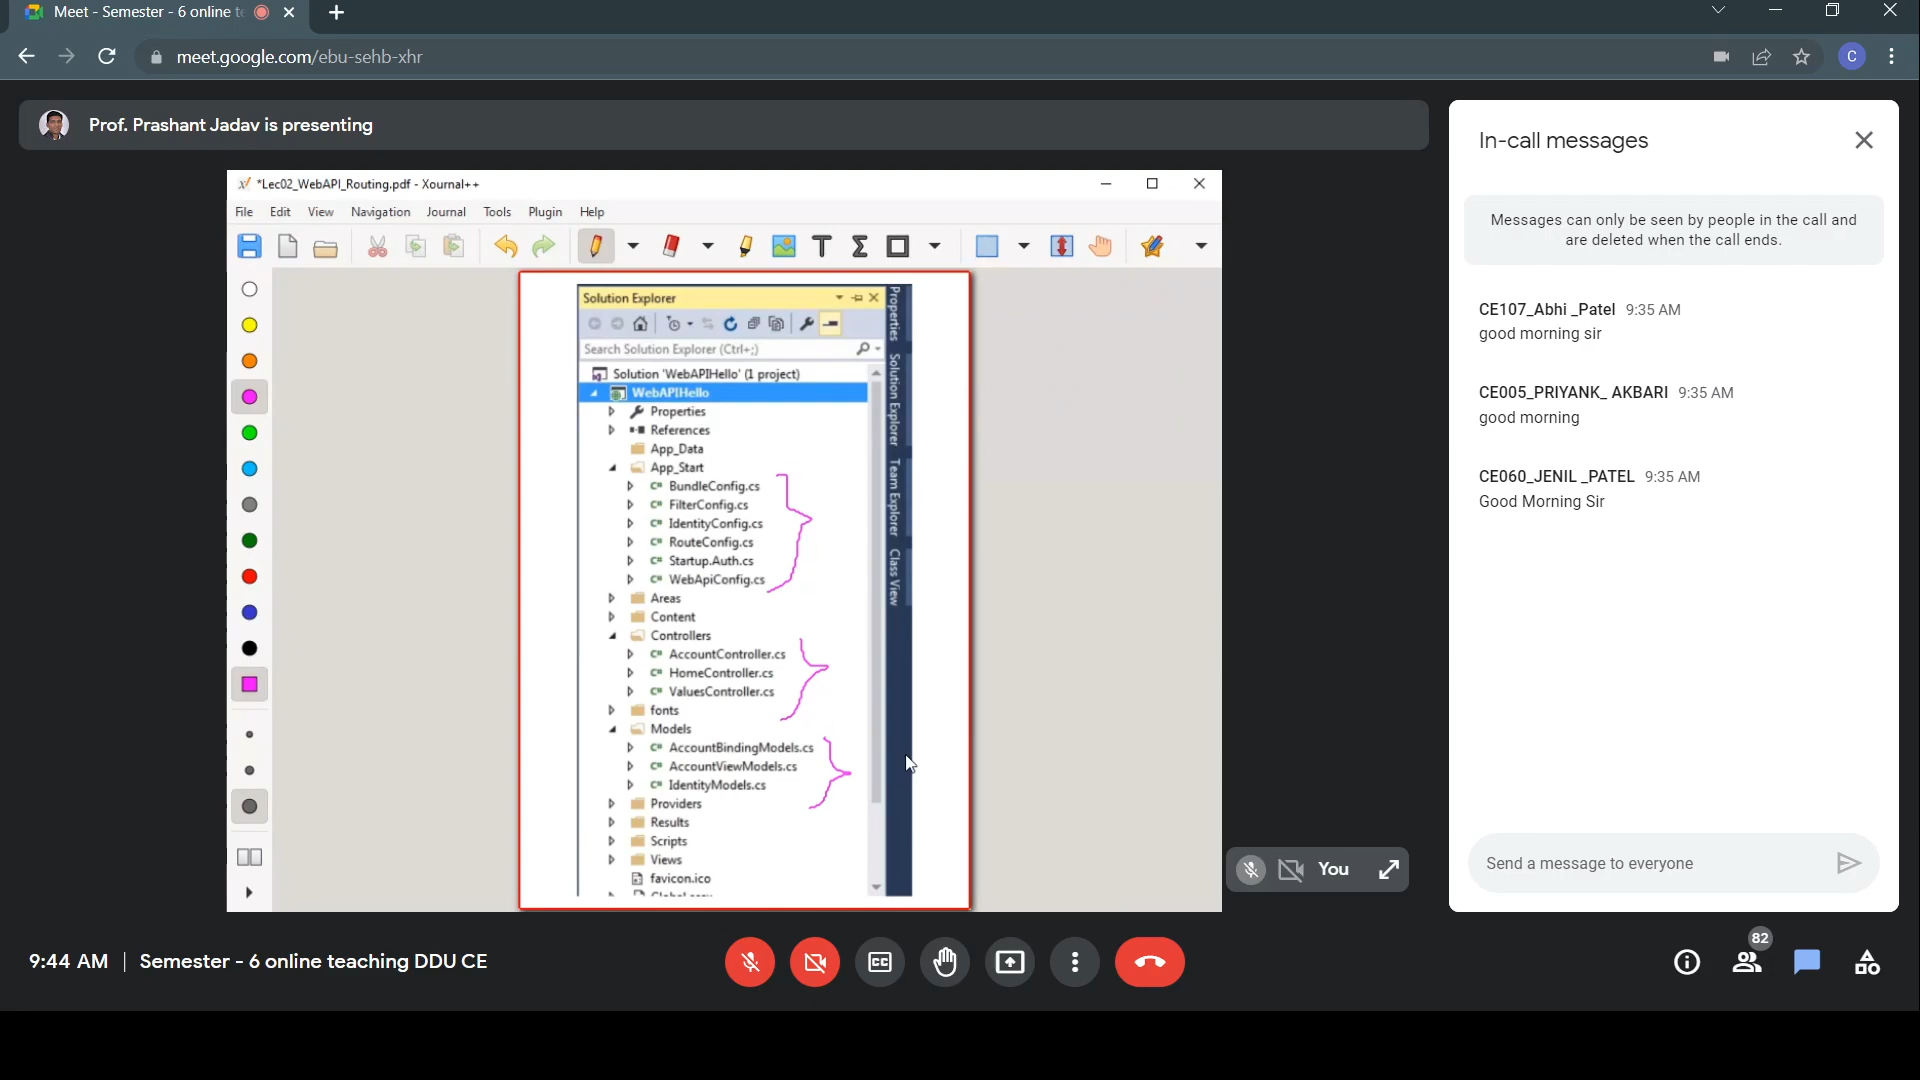 Meet - Semester - 6 online te
meet.google.com/ebu-sehb-xhr
C
Prof. Prashant Jadav is presenting
*Lec02_WebAPI_Routing.pdf - Xournal++
File Edit View Navigation Journal Tools Plugin Help
Solution Explorer
Search Solution Explorer (Ctrl+;)
Solution 'WebAPIHello' (1 project)
WebAPIHello
Properties
References
App_Data
App_Start
C# BundleConfig.cs
C# FilterConfig.cs
C# IdentityConfig.cs
C# RouteConfig.cs
C# Startup.Auth.cs
C# WebApiConfig.cs
Areas
Content
Controllers
C# AccountController.cs
C# HomeController.cs
C# ValuesController.cs
fonts
Models
C# AccountBindingModels.cs
C# AccountViewModels.cs
C# IdentityModels.cs
Providers
Results
Scripts
Views
favicon.ico
Properties
Solution Explorer
Team Explorer
Class View
You
In-call messages
Messages can only be seen by people in the call and
are deleted when the call ends.
CE107_Abhi _Patel 9:35 AM
good morning sir
CE005_PRIYANK_ AKBARI 9:35 AM
good morning
CE060_JENIL _PATEL 9:35 AM
Good Morning Sir
Send a message to everyone
9:44 AM | Semester - 6 online teaching DDU CE
CC
82